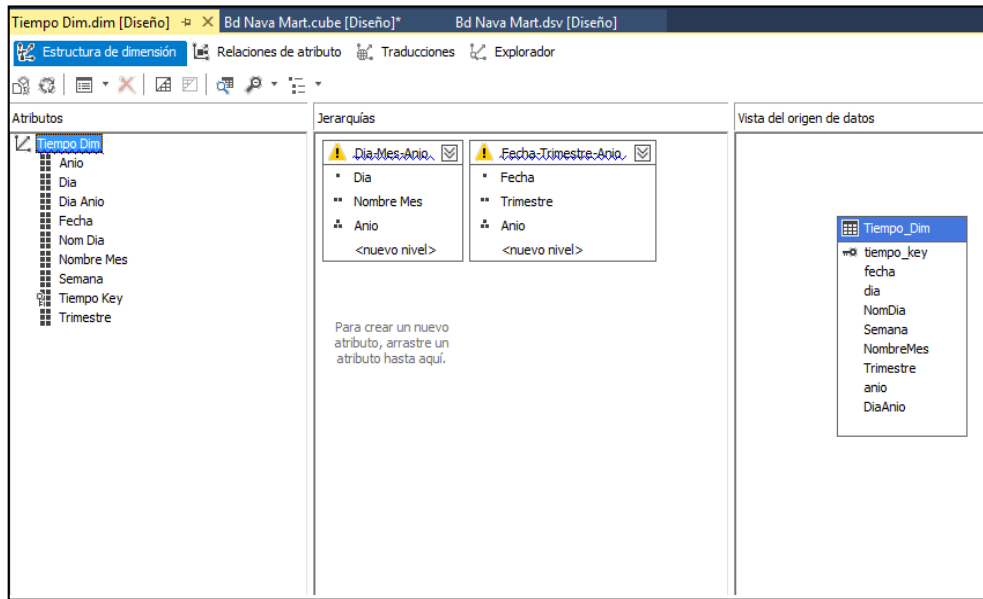 Tiempo Dim.dim [Diseño] Bd Nava Mart.cube [Diseño]* Bd Nava Mart.dsv [Diseño]
Estructura de dimensión Relaciones de atributo Traducciones Explorador
Atributos
Tiempo Dim
Anio
Dia
Dia Anio
Fecha
Nom Dia
Nombre Mes
Semana
Tiempo Key
Trimestre
Jerarquías
Dia-Mes-Anio
Dia
Nombre Mes
Anio
<nuevo nivel>
Fecha-Trimestre-Anio
Fecha
Trimestre
Anio
<nuevo nivel>
Para crear un nuevo
atributo, arrastre un
atributo hasta aquí.
Vista del origen de datos
Tiempo_Dim
tiempo_key
fecha
dia
NomDia
Semana
NombreMes
Trimestre
anio
DiaAnio